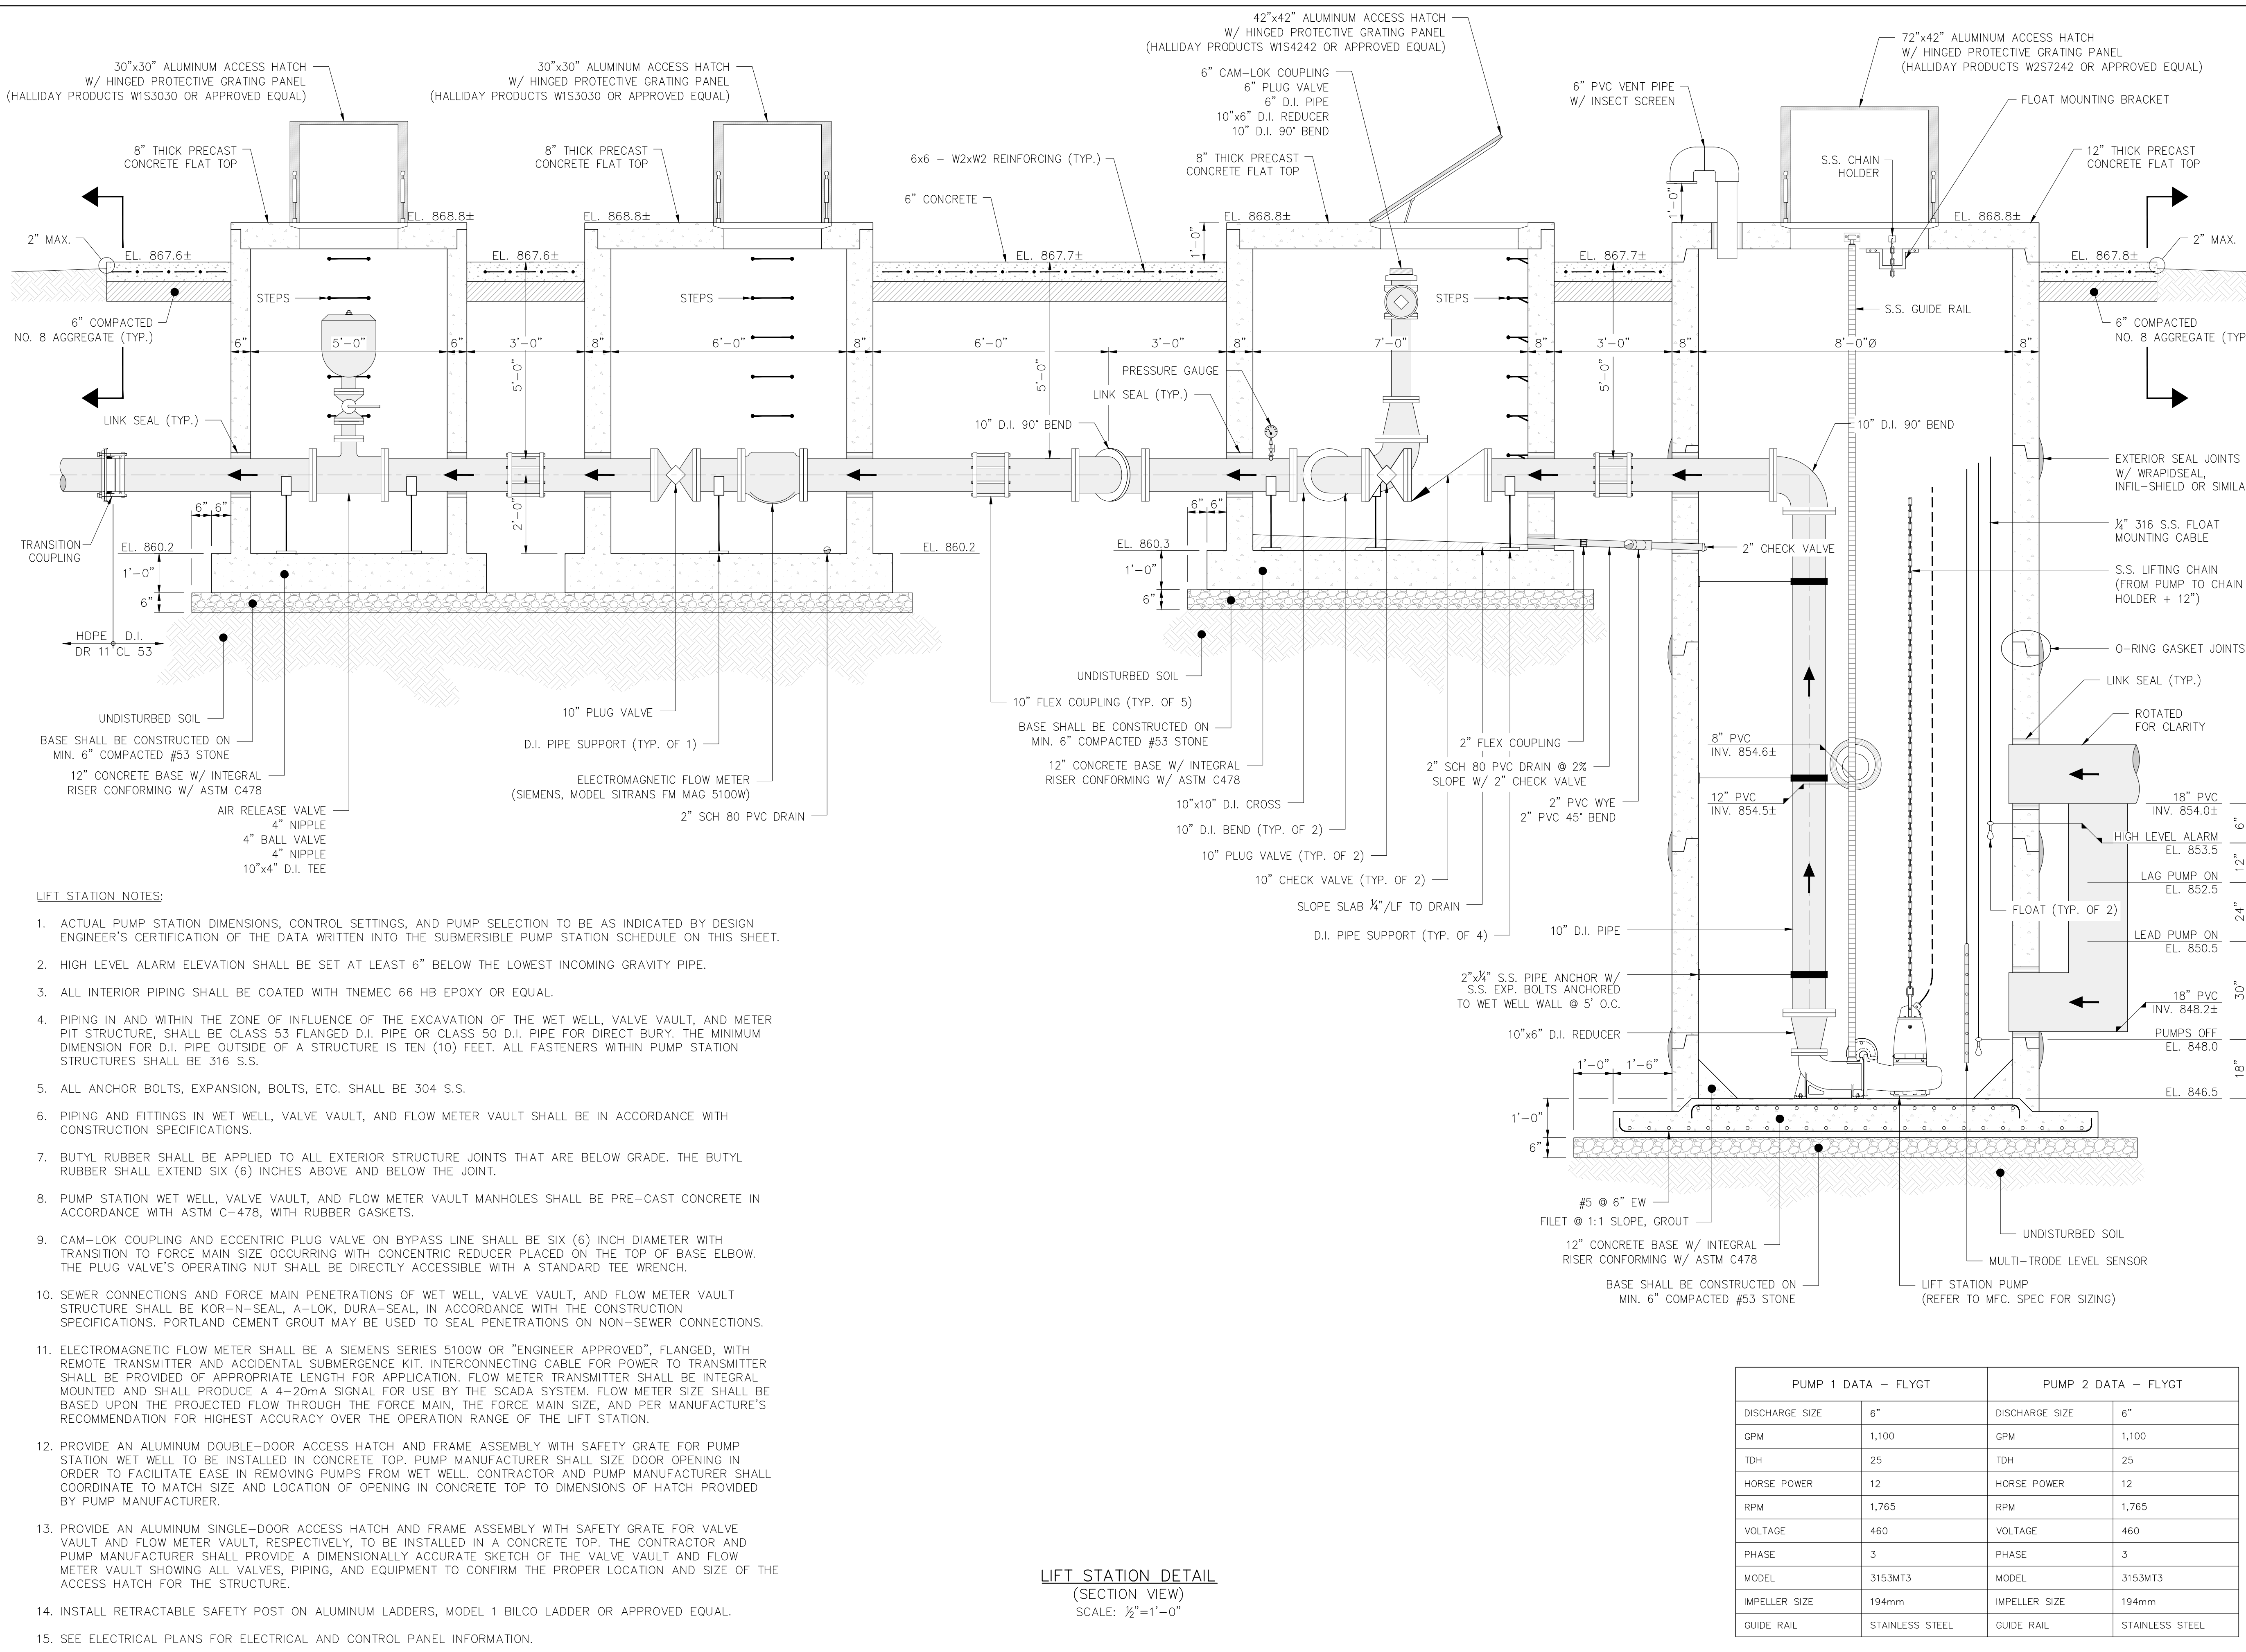 42"x42" ALUMINUM ACCESS HATCH
W/ HINGED PROTECTIVE GRATING PANEL
(HALLIDAY PRODUCTS W1S4242 OR APPROVED EQUAL)
72"x42" ALUMINUM ACCESS HATCH
W/ HINGED PROTECTIVE GRATING PANEL
(HALLIDAY PRODUCTS W2S7242 OR APPROVED EQUAL)
30"x30" ALUMINUM ACCESS HATCH
W/ HINGED PROTECTIVE GRATING PANEL
(HALLIDAY PRODUCTS W1S3030 OR APPROVED EQUAL)
30"x30" ALUMINUM ACCESS HATCH
W/ HINGED PROTECTIVE GRATING PANEL
(HALLIDAY PRODUCTS W1S3030 OR APPROVED EQUAL)
6" CAM-LOK COUPLING
6" PLUG VALVE
6" D.I. PIPE
10"x6" D.I. REDUCER
10" D.I. 90° BEND
6" PVC VENT PIPE
W/ INSECT SCREEN
FLOAT MOUNTING BRACKET
8" THICK PRECAST
CONCRETE FLAT TOP
8" THICK PRECAST
CONCRETE FLAT TOP
6x6 - W2xW2 REINFORCING (TYP.)
8" THICK PRECAST
CONCRETE FLAT TOP
S.S. CHAIN
HOLDER
12" THICK PRECAST
CONCRETE FLAT TOP
6" CONCRETE
1'-0"
EL. 868.8±
EL. 868.8±
EL. 868.8±
EL. 868.8±
2" MAX.
EL. 867.6±
EL. 867.6±
EL. 867.7±
1'-0"
EL. 867.7±
EL. 867.8±
2" MAX.
STEPS
STEPS
STEPS
S.S. GUIDE RAIL
6" COMPACTED
NO. 8 AGGREGATE (TYP.)
6" COMPACTED
NO. 8 AGGREGATE (TYP
6"
5'-0"
6"
3'-0"
8"
6'-0"
8"
6'-0"
3'-0"
8"
7'-0"
8"
3'-0"
8"
8'-0"Ø
8"
5'-0"
5'-0"
5'-0"
PRESSURE GAUGE
LINK SEAL (TYP.)
LINK SEAL (TYP.)
10" D.I. 90° BEND
10" D.I. 90° BEND
EXTERIOR SEAL JOINTS
W/ WRAPIDSEAL,
INFIL-SHIELD OR SIMILA
6"
6"
2'-0"
6"
6"
¼" 316 S.S. FLOAT
MOUNTING CABLE
TRANSITION
COUPLING
EL. 860.2
EL. 860.2
EL. 860.3
2" CHECK VALVE
1'-0"
6"
1'-0"
6"
S.S. LIFTING CHAIN
(FROM PUMP TO CHAIN
HOLDER + 12")
HDPE
D.I.
DR 11
CL 53
O-RING GASKET JOINTS
UNDISTURBED SOIL
LINK SEAL (TYP.)
10" FLEX COUPLING (TYP. OF 5)
UNDISTURBED SOIL
10" PLUG VALVE
ROTATED
FOR CLARITY
BASE SHALL BE CONSTRUCTED ON
MIN. 6" COMPACTED #53 STONE
BASE SHALL BE CONSTRUCTED ON
MIN. 6" COMPACTED #53 STONE
D.I. PIPE SUPPORT (TYP. OF 1)
2" FLEX COUPLING
8" PVC
INV. 854.6±
12" CONCRETE BASE W/ INTEGRAL
RISER CONFORMING W/ ASTM C478
ELECTROMAGNETIC FLOW METER
(SIEMENS, MODEL SITRANS FM MAG 5100W)
12" CONCRETE BASE W/ INTEGRAL
RISER CONFORMING W/ ASTM C478
2" SCH 80 PVC DRAIN @ 2%
SLOPE W/ 2" CHECK VALVE
12" PVC
INV. 854.5±
18" PVC
INV. 854.0±
AIR RELEASE VALVE
4" NIPPLE
4" BALL VALVE
4" NIPPLE
10"x4" D.I. TEE
2" SCH 80 PVC DRAIN
10"x10" D.I. CROSS
2" PVC WYE
2" PVC 45° BEND
10" D.I. BEND (TYP. OF 2)
6"
HIGH LEVEL ALARM
EL. 853.5
10" PLUG VALVE (TYP. OF 2)
12"
10" CHECK VALVE (TYP. OF 2)
LAG PUMP ON
EL. 852.5
SLOPE SLAB ¼"/LF TO DRAIN
FLOAT (TYP. OF 2)
24"
D.I. PIPE SUPPORT (TYP. OF 4)
10" D.I. PIPE
LEAD PUMP ON
EL. 850.5
2"x¼" S.S. PIPE ANCHOR W/
S.S. EXP. BOLTS ANCHORED
TO WET WELL WALL @ 5' O.C.
30"
18" PVC
INV. 848.2±
10"x6" D.I. REDUCER
PUMPS OFF
EL. 848.0
1'-0"
1'-6"
18"
EL. 846.5
1'-0"
6"
#5 @ 6" EW
FILET @ 1:1 SLOPE, GROUT
UNDISTURBED SOIL
12" CONCRETE BASE W/ INTEGRAL
RISER CONFORMING W/ ASTM C478
MULTI-TRODE LEVEL SENSOR
BASE SHALL BE CONSTRUCTED ON
MIN. 6" COMPACTED #53 STONE
LIFT STATION PUMP
(REFER TO MFC. SPEC FOR SIZING)
LIFT STATION NOTES:
1. ACTUAL PUMP STATION DIMENSIONS, CONTROL SETTINGS, AND PUMP SELECTION TO BE AS INDICATED BY DESIGN
ENGINEER'S CERTIFICATION OF THE DATA WRITTEN INTO THE SUBMERSIBLE PUMP STATION SCHEDULE ON THIS SHEET.
2. HIGH LEVEL ALARM ELEVATION SHALL BE SET AT LEAST 6" BELOW THE LOWEST INCOMING GRAVITY PIPE.
3. ALL INTERIOR PIPING SHALL BE COATED WITH TNEMEC 66 HB EPOXY OR EQUAL.
4. PIPING IN AND WITHIN THE ZONE OF INFLUENCE OF THE EXCAVATION OF THE WET WELL, VALVE VAULT, AND METER
PIT STRUCTURE, SHALL BE CLASS 53 FLANGED D.I. PIPE OR CLASS 50 D.I. PIPE FOR DIRECT BURY. THE MINIMUM
DIMENSION FOR D.I. PIPE OUTSIDE OF A STRUCTURE IS TEN (10) FEET. ALL FASTENERS WITHIN PUMP STATION
STRUCTURES SHALL BE 316 S.S.
5. ALL ANCHOR BOLTS, EXPANSION, BOLTS, ETC. SHALL BE 304 S.S.
6. PIPING AND FITTINGS IN WET WELL, VALVE VAULT, AND FLOW METER VAULT SHALL BE IN ACCORDANCE WITH
CONSTRUCTION SPECIFICATIONS.
7. BUTYL RUBBER SHALL BE APPLIED TO ALL EXTERIOR STRUCTURE JOINTS THAT ARE BELOW GRADE. THE BUTYL
RUBBER SHALL EXTEND SIX (6) INCHES ABOVE AND BELOW THE JOINT.
8. PUMP STATION WET WELL, VALVE VAULT, AND FLOW METER VAULT MANHOLES SHALL BE PRE-CAST CONCRETE IN
ACCORDANCE WITH ASTM C-478, WITH RUBBER GASKETS.
9. CAM-LOK COUPLING AND ECCENTRIC PLUG VALVE ON BYPASS LINE SHALL BE SIX (6) INCH DIAMETER WITH
TRANSITION TO FORCE MAIN SIZE OCCURRING WITH CONCENTRIC REDUCER PLACED ON THE TOP OF BASE ELBOW.
THE PLUG VALVE'S OPERATING NUT SHALL BE DIRECTLY ACCESSIBLE WITH A STANDARD TEE WRENCH.
10. SEWER CONNECTIONS AND FORCE MAIN PENETRATIONS OF WET WELL, VALVE VAULT, AND FLOW METER VAULT
STRUCTURE SHALL BE KOR-N-SEAL, A-LOK, DURA-SEAL, IN ACCORDANCE WITH THE CONSTRUCTION
SPECIFICATIONS. PORTLAND CEMENT GROUT MAY BE USED TO SEAL PENETRATIONS ON NON-SEWER CONNECTIONS.
11. ELECTROMAGNETIC FLOW METER SHALL BE A SIEMENS SERIES 5100W OR "ENGINEER APPROVED", FLANGED, WITH
REMOTE TRANSMITTER AND ACCIDENTAL SUBMERGENCE KIT. INTERCONNECTING CABLE FOR POWER TO TRANSMITTER
SHALL BE PROVIDED OF APPROPRIATE LENGTH FOR APPLICATION. FLOW METER TRANSMITTER SHALL BE INTEGRAL
MOUNTED AND SHALL PRODUCE A 4-20mA SIGNAL FOR USE BY THE SCADA SYSTEM. FLOW METER SIZE SHALL BE
BASED UPON THE PROJECTED FLOW THROUGH THE FORCE MAIN, THE FORCE MAIN SIZE, AND PER MANUFACTURE'S
RECOMMENDATION FOR HIGHEST ACCURACY OVER THE OPERATION RANGE OF THE LIFT STATION.
12. PROVIDE AN ALUMINUM DOUBLE-DOOR ACCESS HATCH AND FRAME ASSEMBLY WITH SAFETY GRATE FOR PUMP
STATION WET WELL TO BE INSTALLED IN CONCRETE TOP. PUMP MANUFACTURER SHALL SIZE DOOR OPENING IN
ORDER TO FACILITATE EASE IN REMOVING PUMPS FROM WET WELL. CONTRACTOR AND PUMP MANUFACTURER SHALL
COORDINATE TO MATCH SIZE AND LOCATION OF OPENING IN CONCRETE TOP TO DIMENSIONS OF HATCH PROVIDED
BY PUMP MANUFACTURER.
13. PROVIDE AN ALUMINUM SINGLE-DOOR ACCESS HATCH AND FRAME ASSEMBLY WITH SAFETY GRATE FOR VALVE
VAULT AND FLOW METER VAULT, RESPECTIVELY, TO BE INSTALLED IN A CONCRETE TOP. THE CONTRACTOR AND
PUMP MANUFACTURER SHALL PROVIDE A DIMENSIONALLY ACCURATE SKETCH OF THE VALVE VAULT AND FLOW
METER VAULT SHOWING ALL VALVES, PIPING, AND EQUIPMENT TO CONFIRM THE PROPER LOCATION AND SIZE OF THE
ACCESS HATCH FOR THE STRUCTURE.
14. INSTALL RETRACTABLE SAFETY POST ON ALUMINUM LADDERS, MODEL 1 BILCO LADDER OR APPROVED EQUAL.
15. SEE ELECTRICAL PLANS FOR ELECTRICAL AND CONTROL PANEL INFORMATION.
LIFT STATION DETAIL
(SECTION VIEW)
SCALE: ½"=1'-0"
PUMP 1 DATA - FLYGT
PUMP 2 DATA - FLYGT
DISCHARGE SIZE 6" DISCHARGE SIZE 6"
GPM 1,100 GPM 1,100
TDH 25 TDH 25
HORSE POWER 12 HORSE POWER 12
RPM 1,765 RPM 1,765
VOLTAGE 460 VOLTAGE 460
PHASE 3 PHASE 3
MODEL 3153MT3 MODEL 3153MT3
IMPELLER SIZE 194mm IMPELLER SIZE 194mm
GUIDE RAIL STAINLESS STEEL GUIDE RAIL STAINLESS STEEL